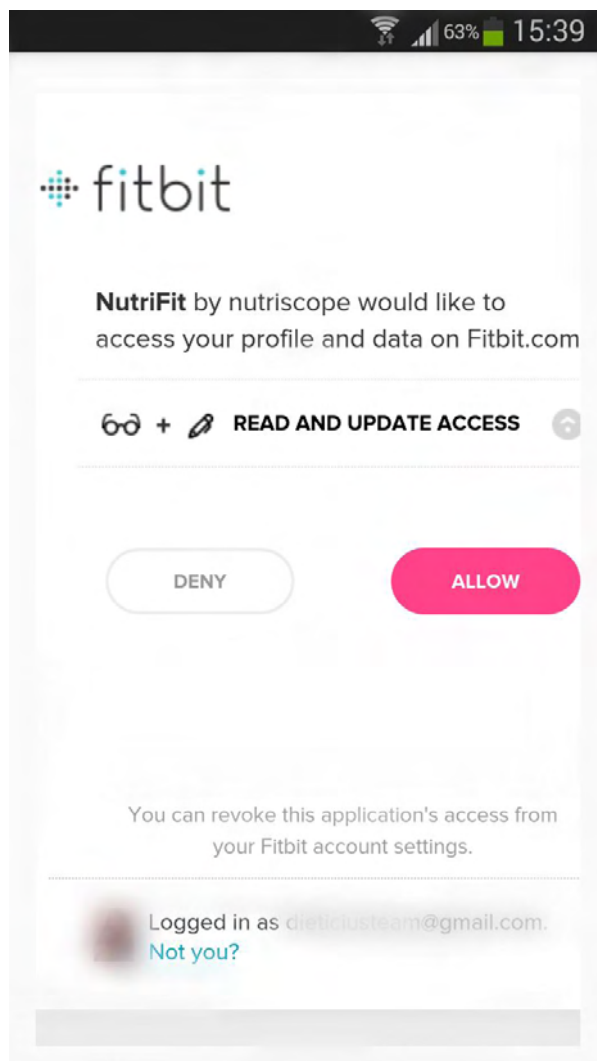 63% 15:39
fitbit
NutriFit by nutriscope would like to
access your profile and data on Fitbit.com
+ READ AND UPDATE ACCESS
DENY ALLOW
You can revoke this application's access from
your Fitbit account settings.
Logged in as @gmail.com.
Not you?